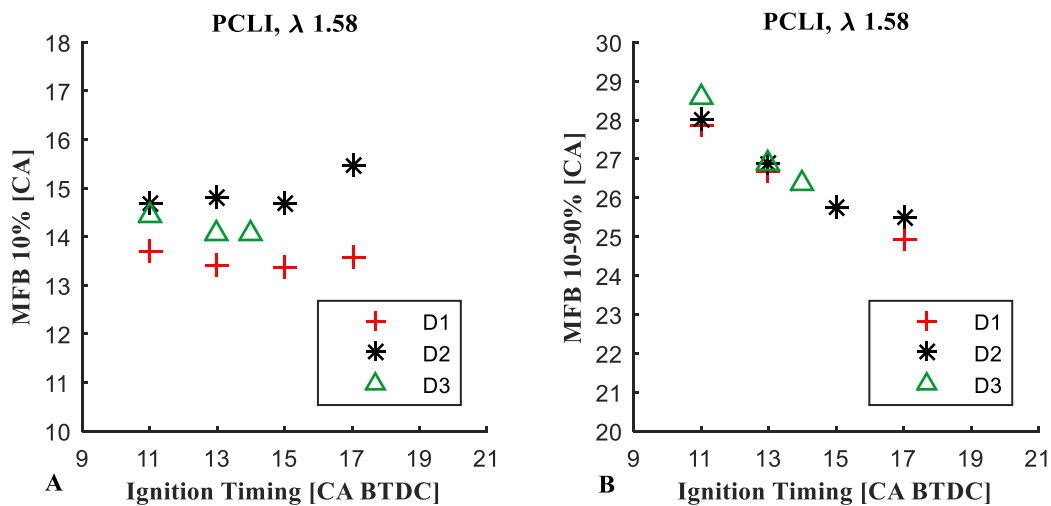 PCLI, λ 1.58
18
17
16
15
14
13
12
11
10
MFB 10% [CA]
D1
D2
D3
9 11 13 15 17 19 21
A
Ignition Timing [CA BTDC]
PCLI, λ 1.58
30
29
28
27
26
25
24
23
22
21
20
MFB 10-90% [CA]
D1
D2
D3
9 11 13 15 17 19 21
B
Ignition Timing [CA BTDC]